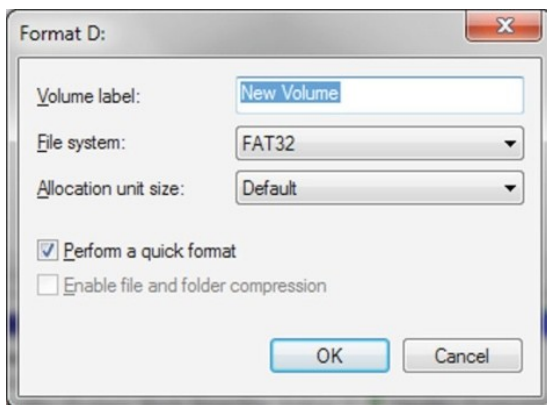 Format D:
Volume label: New Volume
File system: FAT32
Allocation unit size: Default
Perform a quick format
Enable file and folder compression
OK Cancel